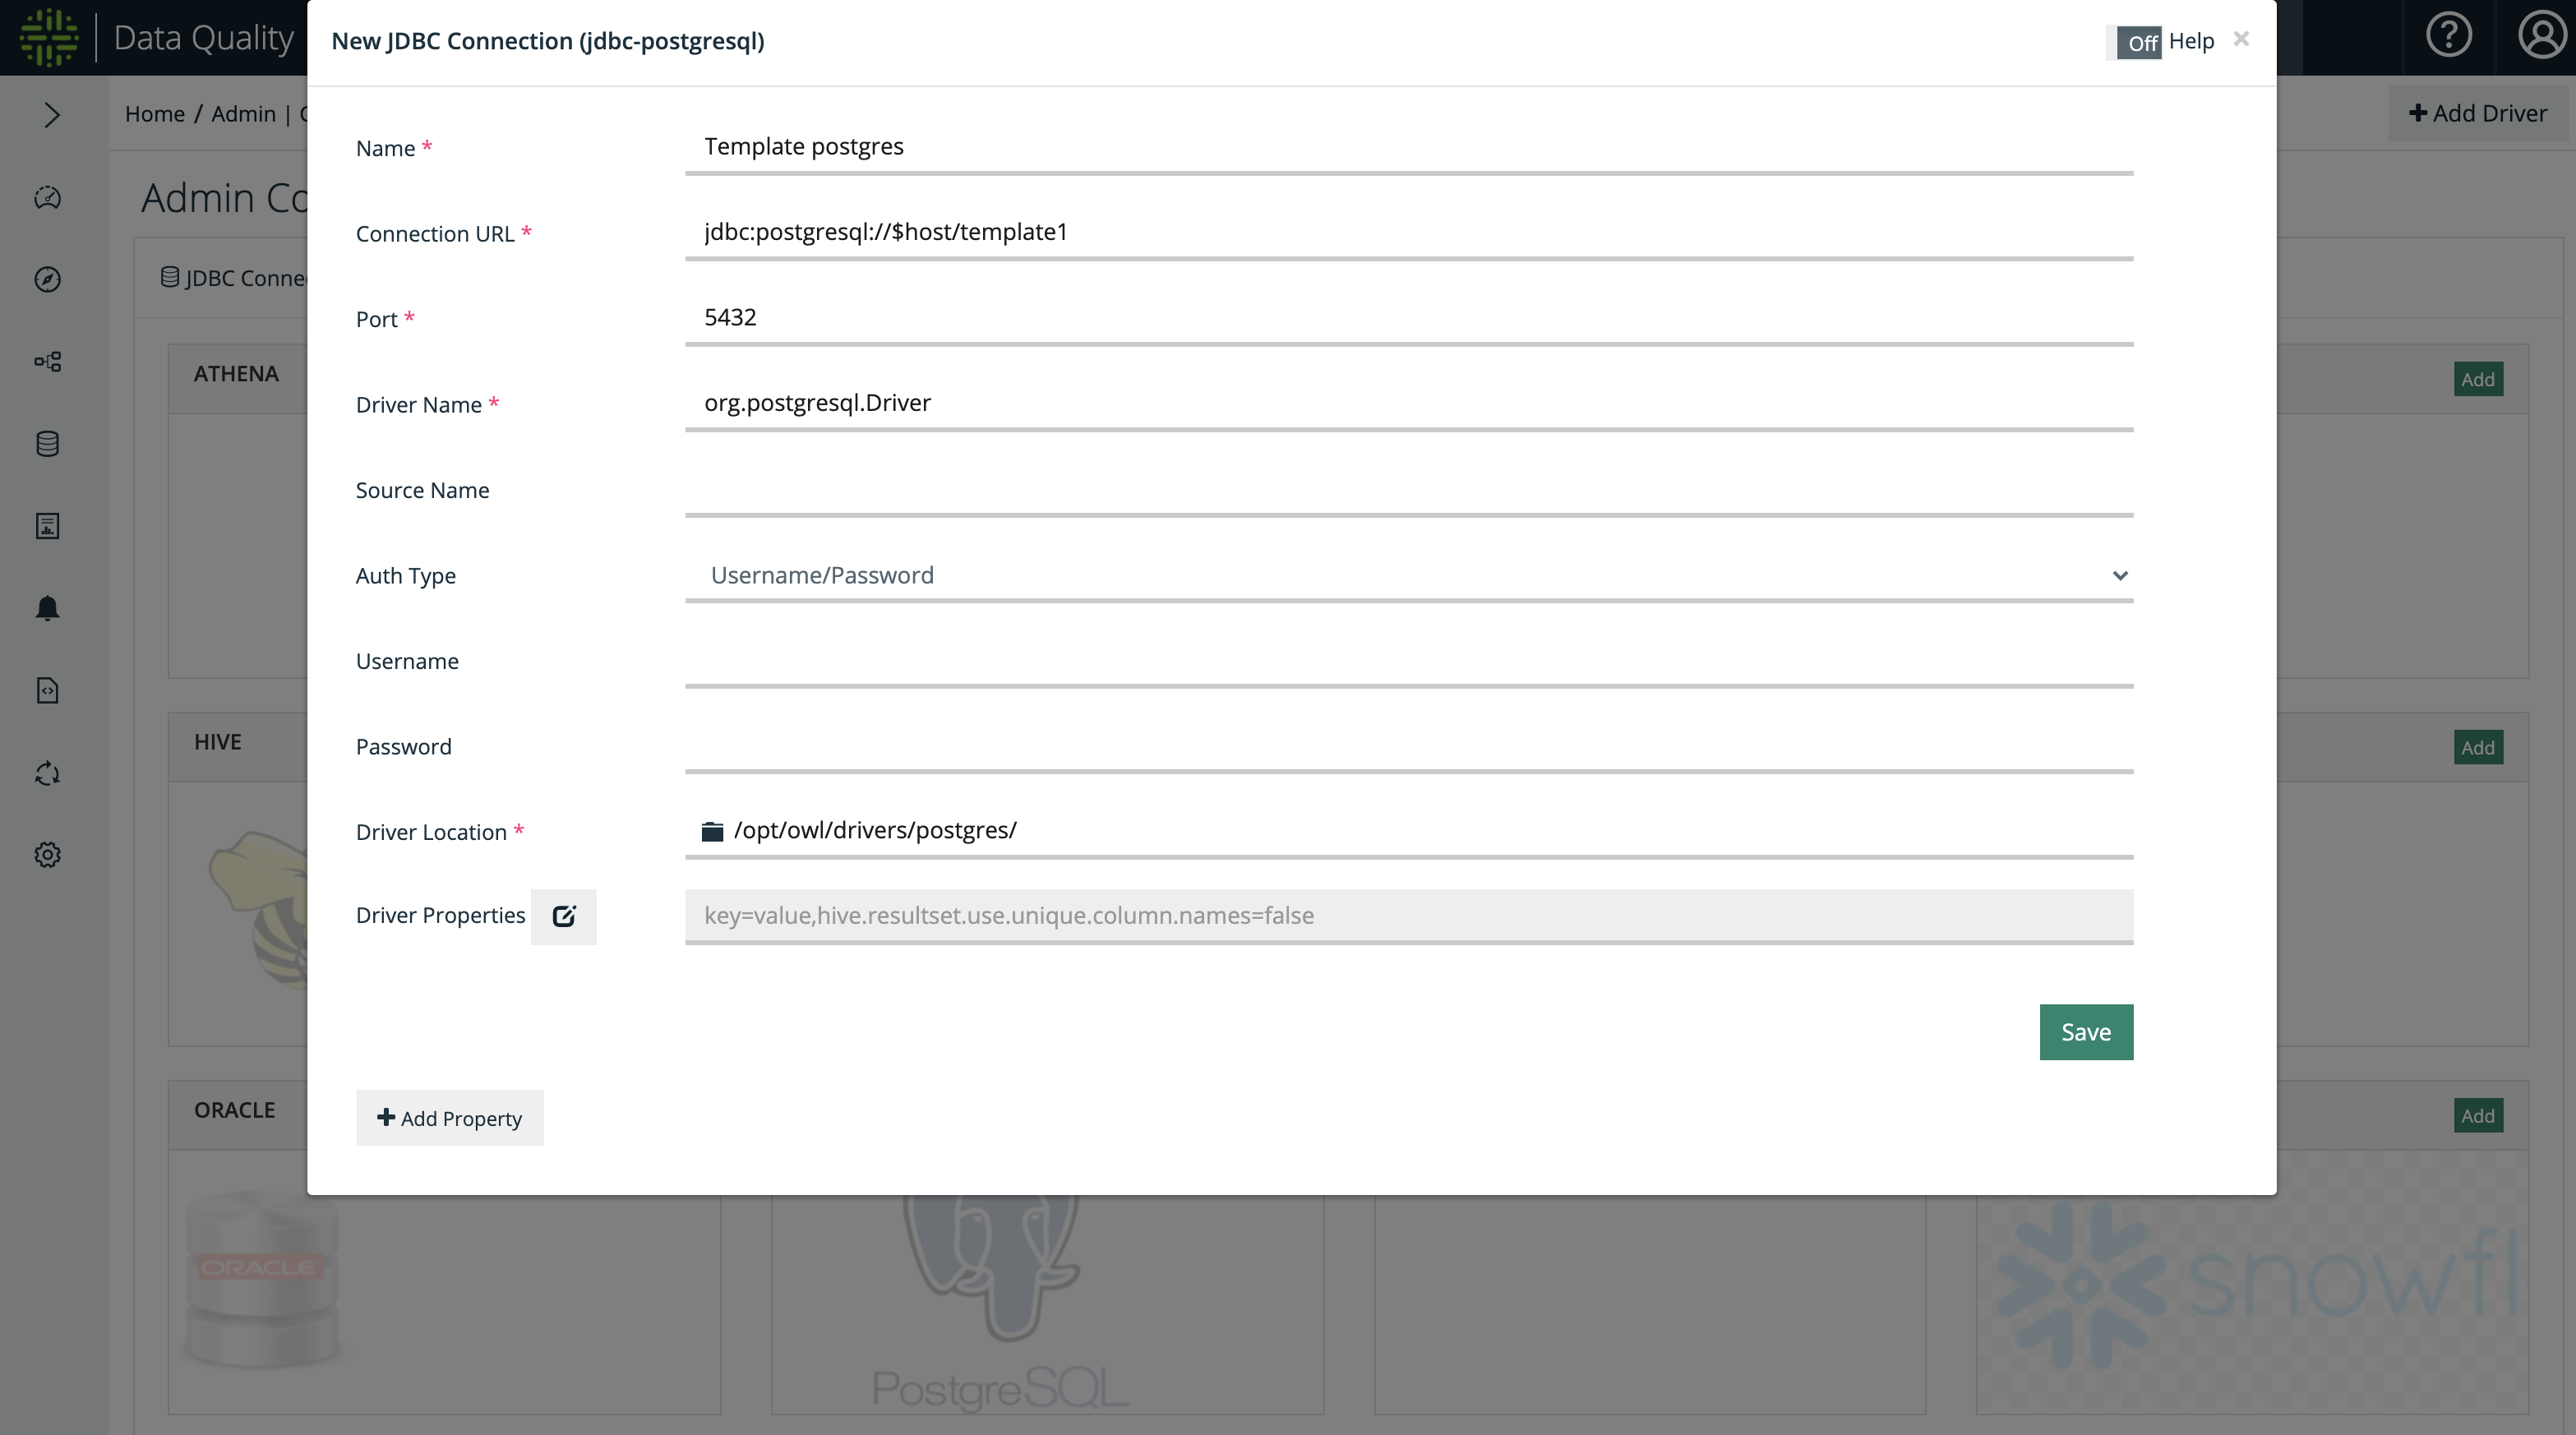 Data Quality
New JDBC Connection (jdbc-postgresql)
Off Help ×
Home / Admin |
+ Add Driver
Name * Template postgres
Admin Co
Connection URL * jdbc:postgresql://$host/template1
JDBC Conne
Port * 5432
ATHENA
Add
Driver Name * org.postgresql.Driver
Source Name
Auth Type Username/Password
Username
Password
HIVE
Add
Driver Location * /opt/owl/drivers/postgres/
Driver Properties key=value,hive.resultset.use.unique.column.names=false
Save
ORACLE
Add
+ Add Property
ORACLE
snowfl
PostgreSQL